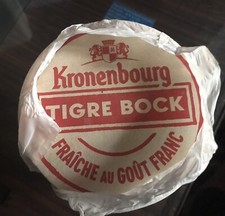 Kronenbourg
TIGRE BOCK
FRAÎCHE AU GOÛT FRANC